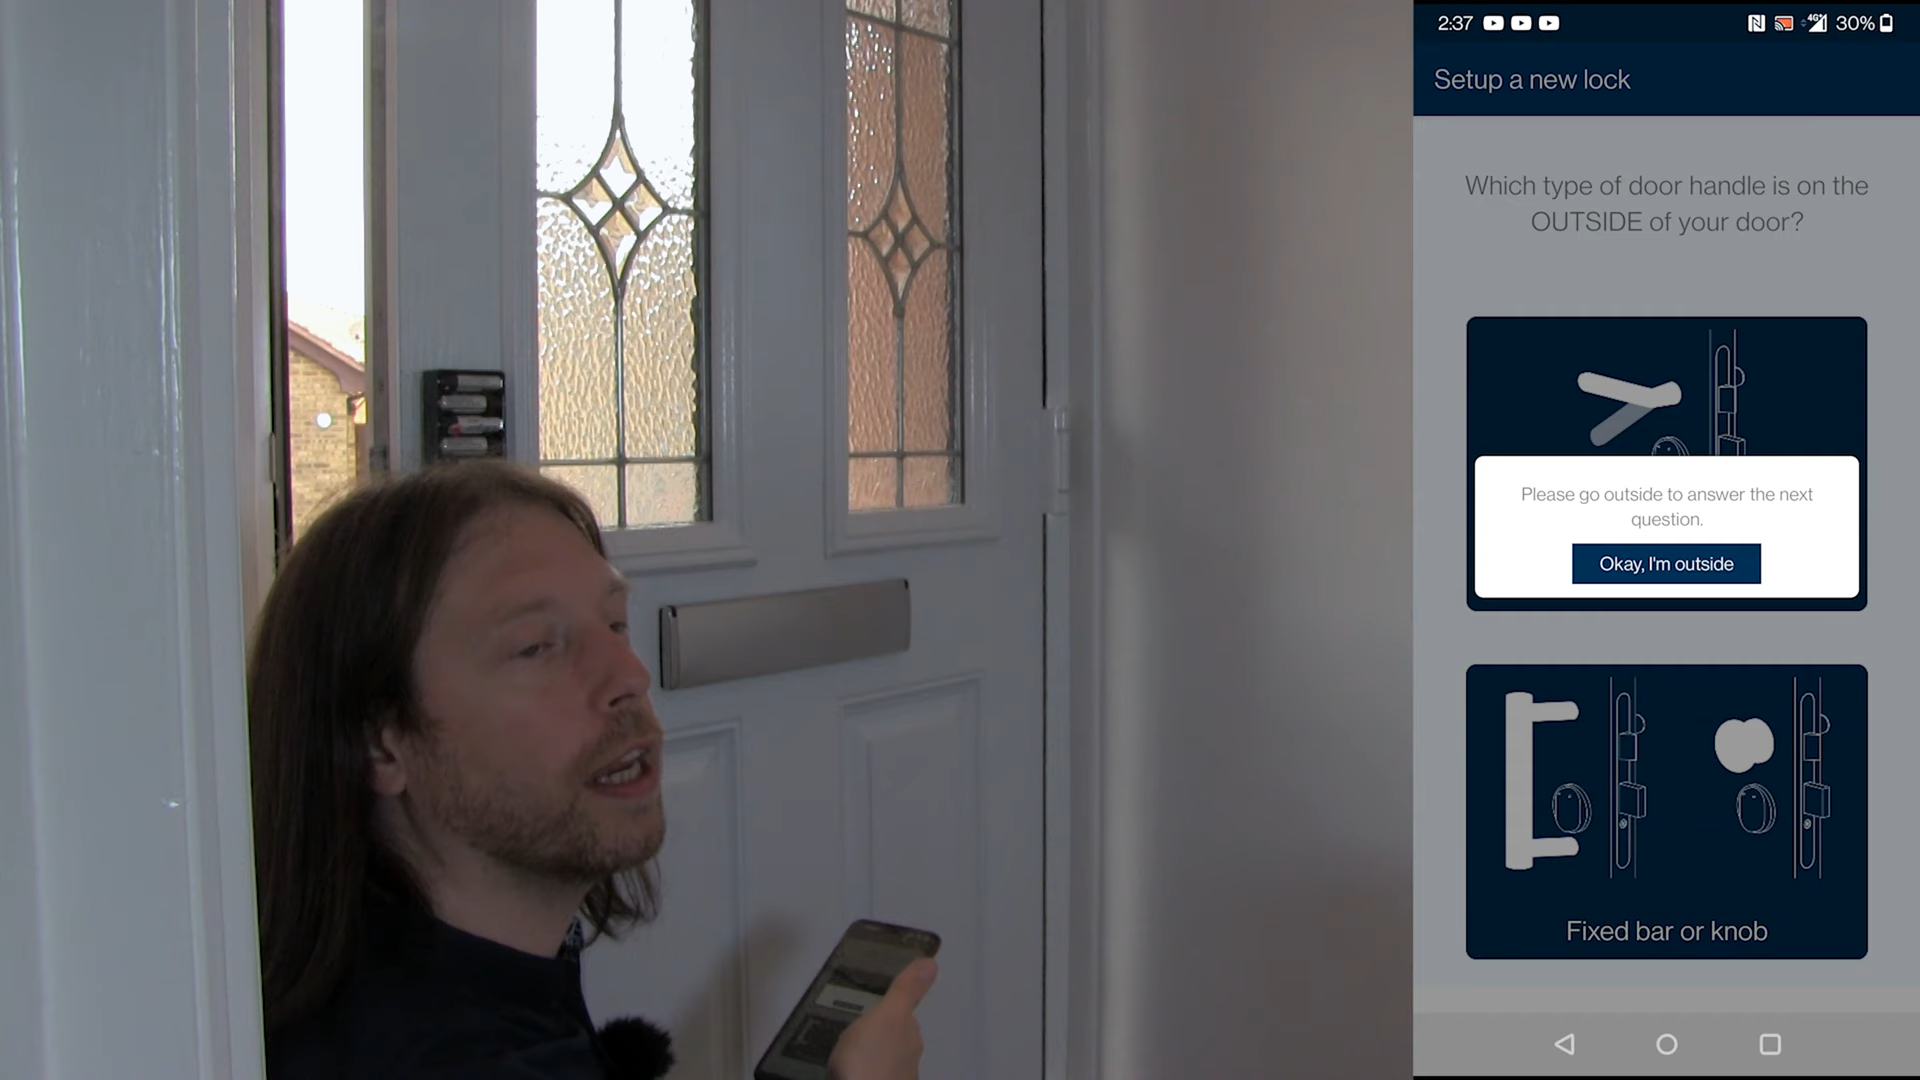 2:37
4G+
30%
Setup a new lock
Which type of door handle is on the
OUTSIDE of your door?
Please go outside to answer the next
question.
Okay, I'm outside
Fixed bar or knob